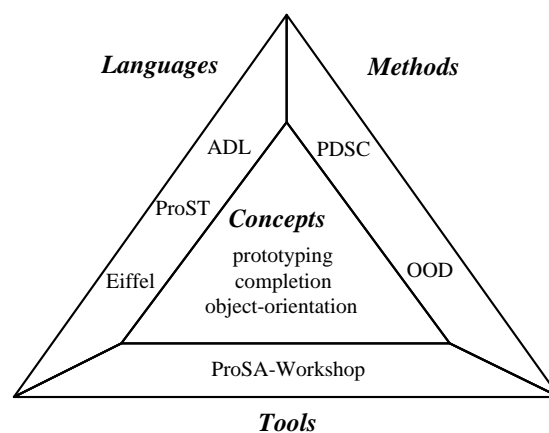 Languages
Methods
ADL
PDSC
ProST
Concepts
prototyping
completion
object-orientation
Eiffel
OOD
ProSA-Workshop
Tools